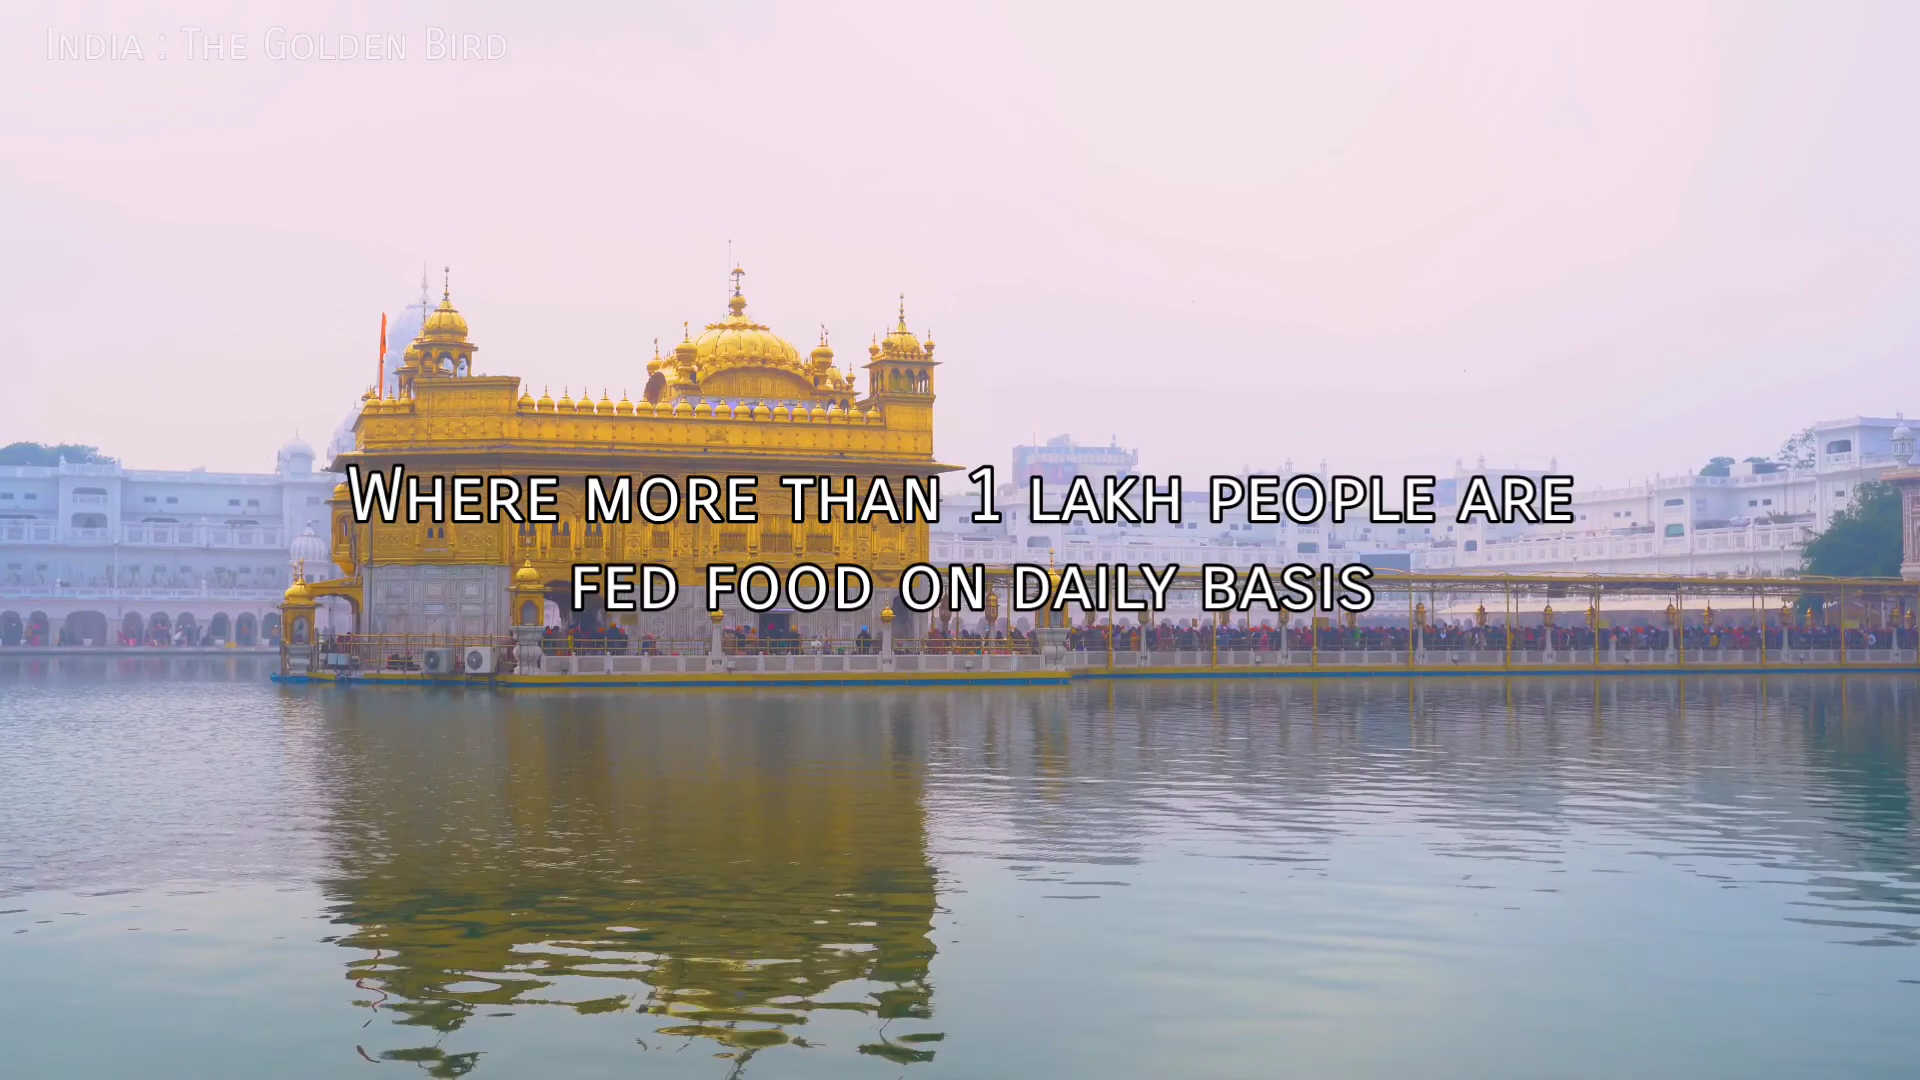 India : The Golden Bird
Where more than 1 lakh people are
fed food on daily basis